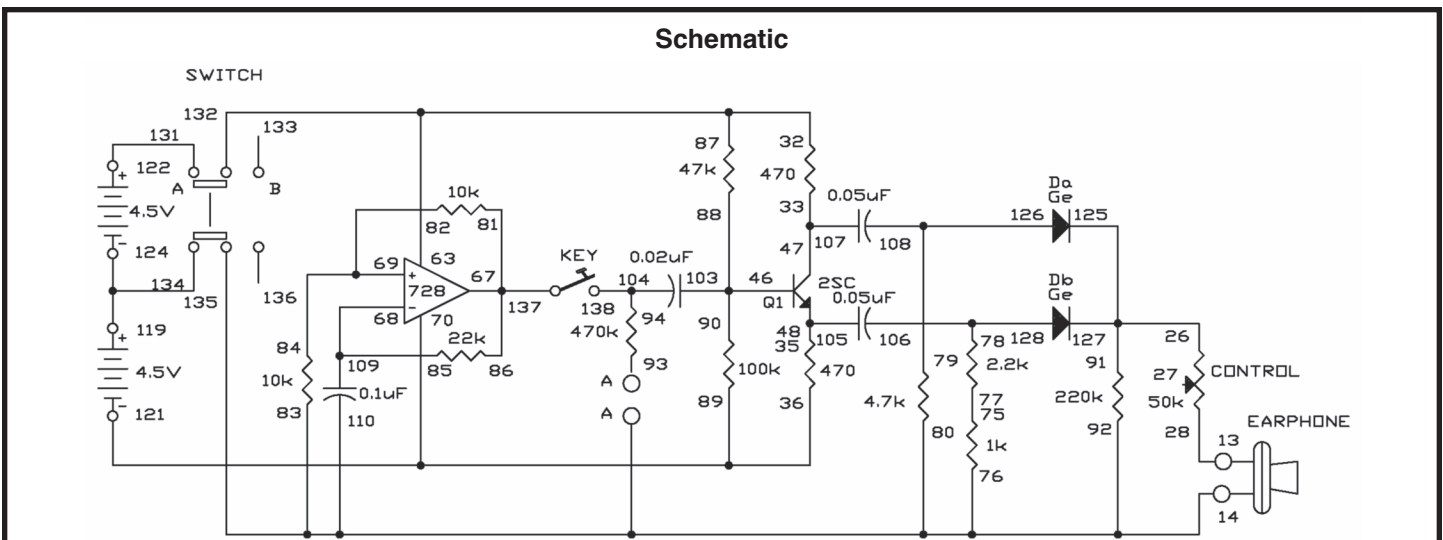 Schematic
SWITCH
132
133
131
122
+
A
B
4.5V
-
124
134
135
136
119
+
4.5V
-
121
10k
82
81
69
63
+
728
67
-
68
70
22k
84
109
85
86
10k
83
0.1uF
110
137
KEY
138
104
0.02uF
103
94
470k
93
A
A
87
47k
88
90
100k
89
32
470
33
47
46
Q1
2SC
48
35
470
36
0.05uF
107
108
0.05uF
105
106
Da
Ge
126
125
Db
Ge
128
127
78
79
2.2k
77
75
1k
76
4.7k
80
91
220k
92
26
27
CONTROL
50k
28
EARPHONE
13
14